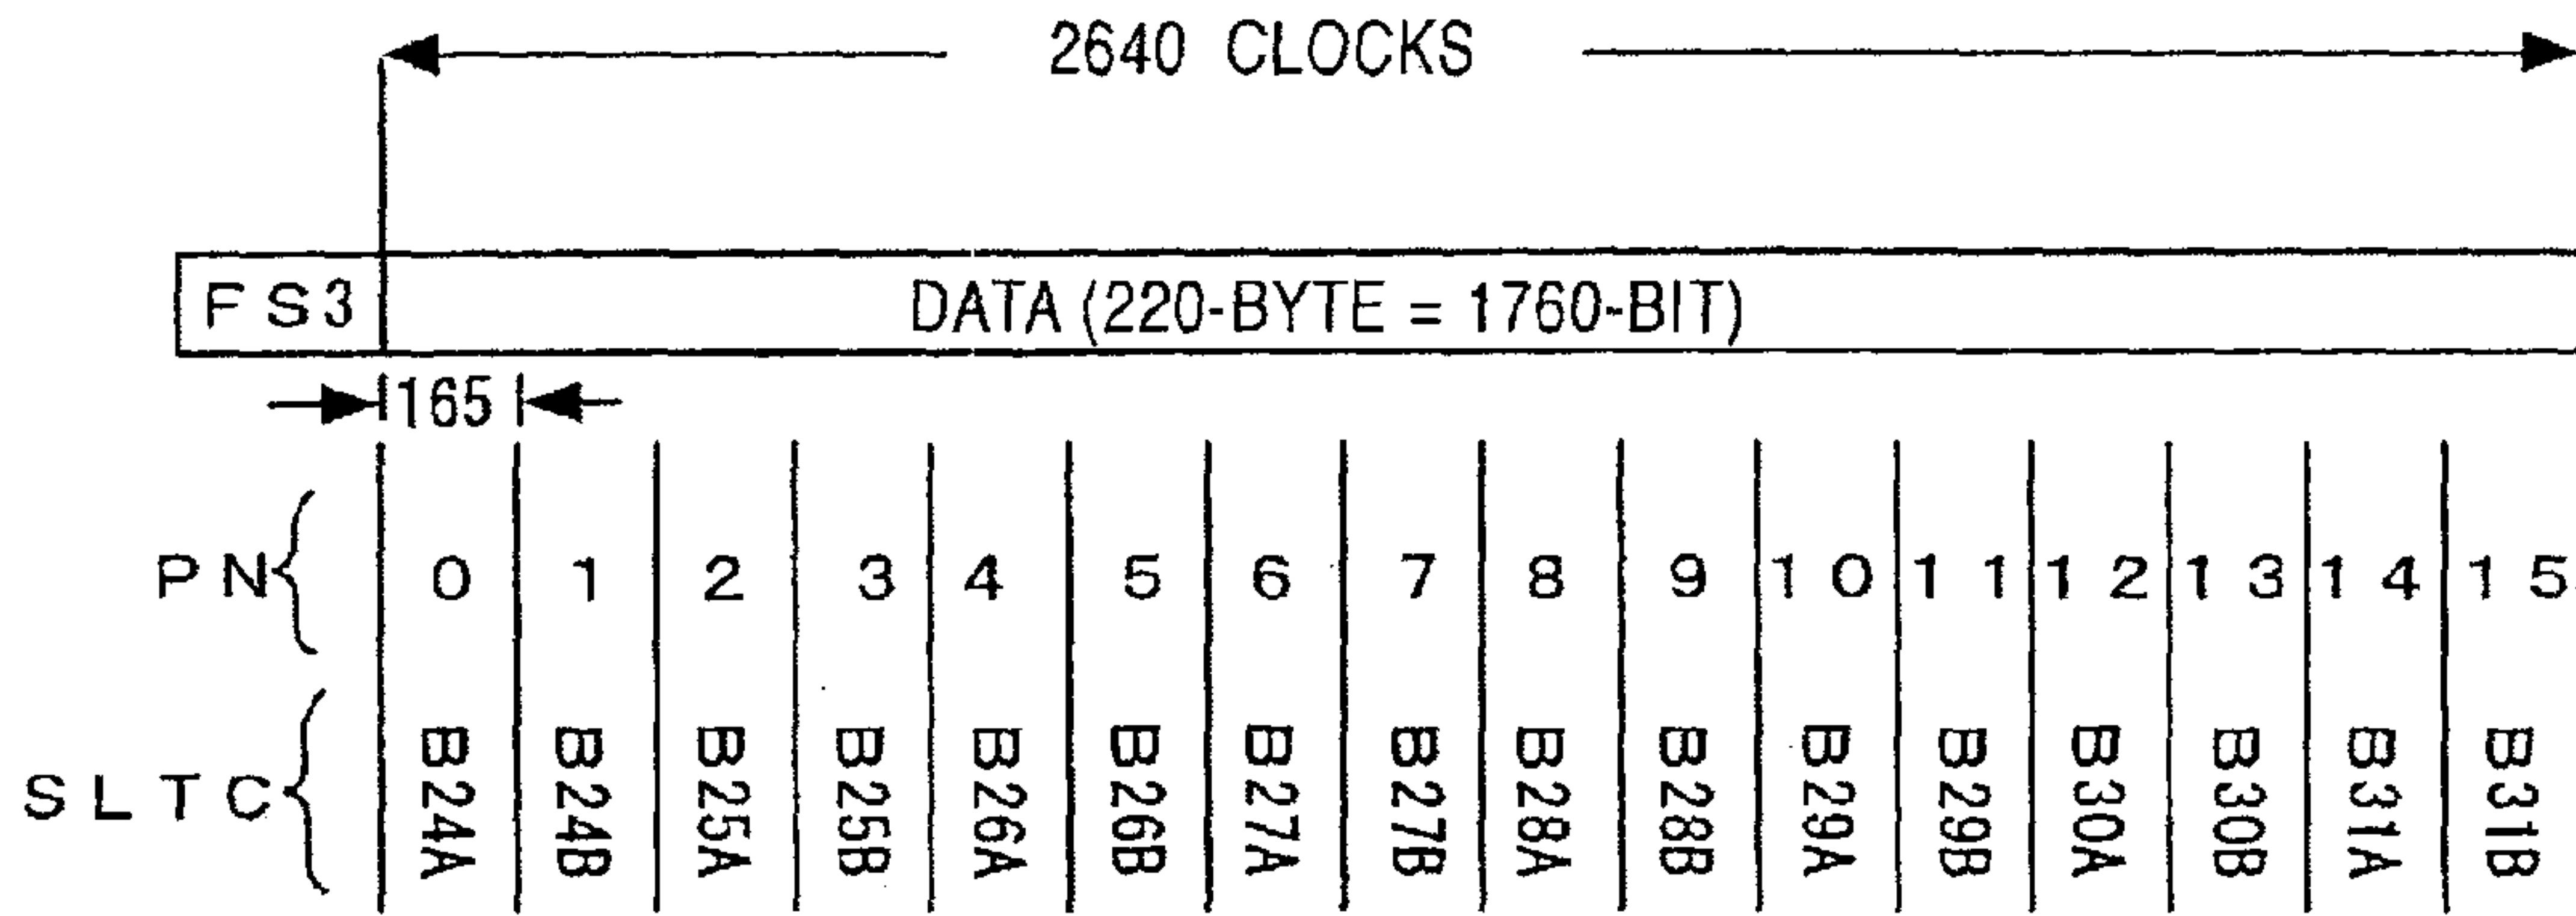 2640 CLOCKS
FS3 DATA (220-BYTE = 1760-BIT)
165
PN 0 1 2 3 4 5 6 7 8 9 10 11 12 13 14 15
SLTC B24A B24B B25A B25B B26A B26B B27A B27B B28A B28B B29A B29B B30A B30B B31A B31B